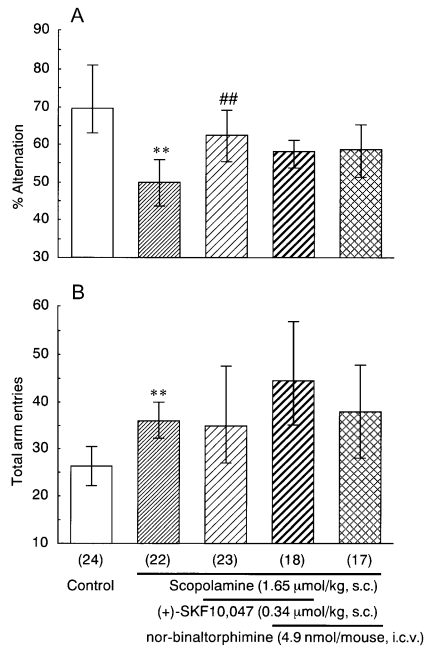 A
90
80
70
60
50
40
30
% Alternation
**
##
B
60
50
40
30
20
10
Total arm entries
**
(24) (22) (23) (18) (17)
Control Scopolamine (1.65 μmol/kg, s.c.)
(+)-SKF10,047 (0.34 μmol/kg, s.c.)
nor-binaltorphimine (4.9 nmol/mouse, i.c.v.)